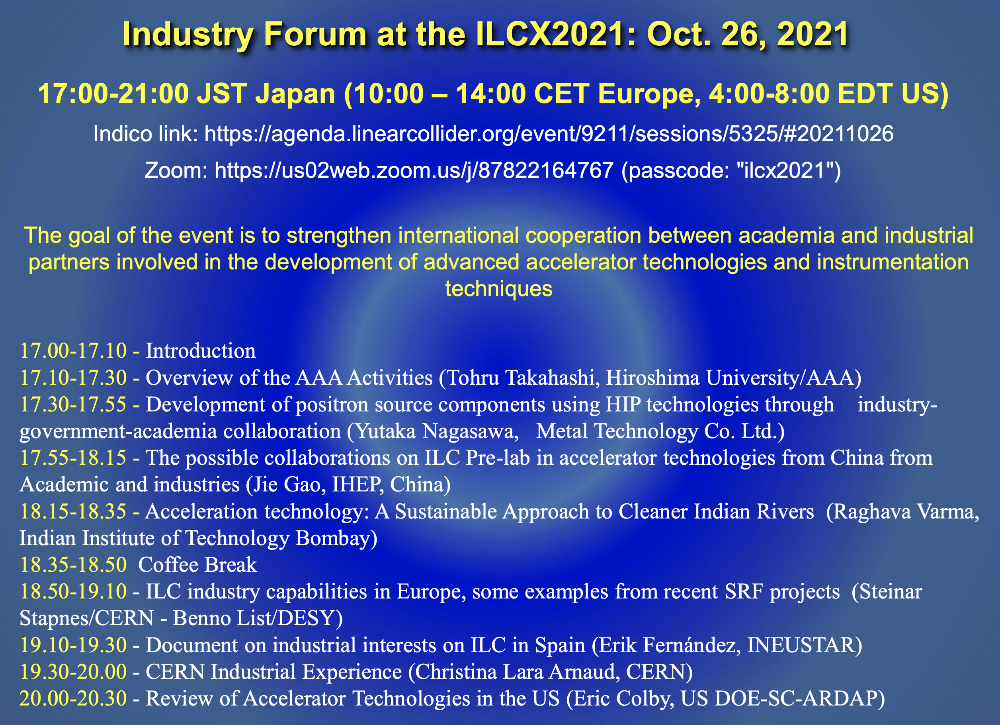 Industry Forum at the ILCX2021: Oct. 26, 2021
17:00-21:00 JST Japan (10:00 – 14:00 CET Europe, 4:00-8:00 EDT US)
Indico link: https://agenda.linearcollider.org/event/9211/sessions/5325/#20211026
Zoom: https://us02web.zoom.us/j/87822164767 (passcode: "ilcx2021")
The goal of the event is to strengthen international cooperation between academia and industrial
partners involved in the development of advanced accelerator technologies and instrumentation
techniques
17.00-17.10 - Introduction
17.10-17.30 - Overview of the AAA Activities (Tohru Takahashi, Hiroshima University/AAA)
17.30-17.55 - Development of positron source components using HIP technologies through industry-
government-academia collaboration (Yutaka Nagasawa, Metal Technology Co. Ltd.)
17.55-18.15 - The possible collaborations on ILC Pre-lab in accelerator technologies from China from
Academic and industries (Jie Gao, IHEP, China)
18.15-18.35 - Acceleration technology: A Sustainable Approach to Cleaner Indian Rivers (Raghava Varma,
Indian Institute of Technology Bombay)
18.35-18.50 Coffee Break
18.50-19.10 - ILC industry capabilities in Europe, some examples from recent SRF projects (Steinar
Stapnes/CERN - Benno List/DESY)
19.10-19.30 - Document on industrial interests on ILC in Spain (Erik Fernández, INEUSTAR)
19.30-20.00 - CERN Industrial Experience (Christina Lara Arnaud, CERN)
20.00-20.30 - Review of Accelerator Technologies in the US (Eric Colby, US DOE-SC-ARDAP)